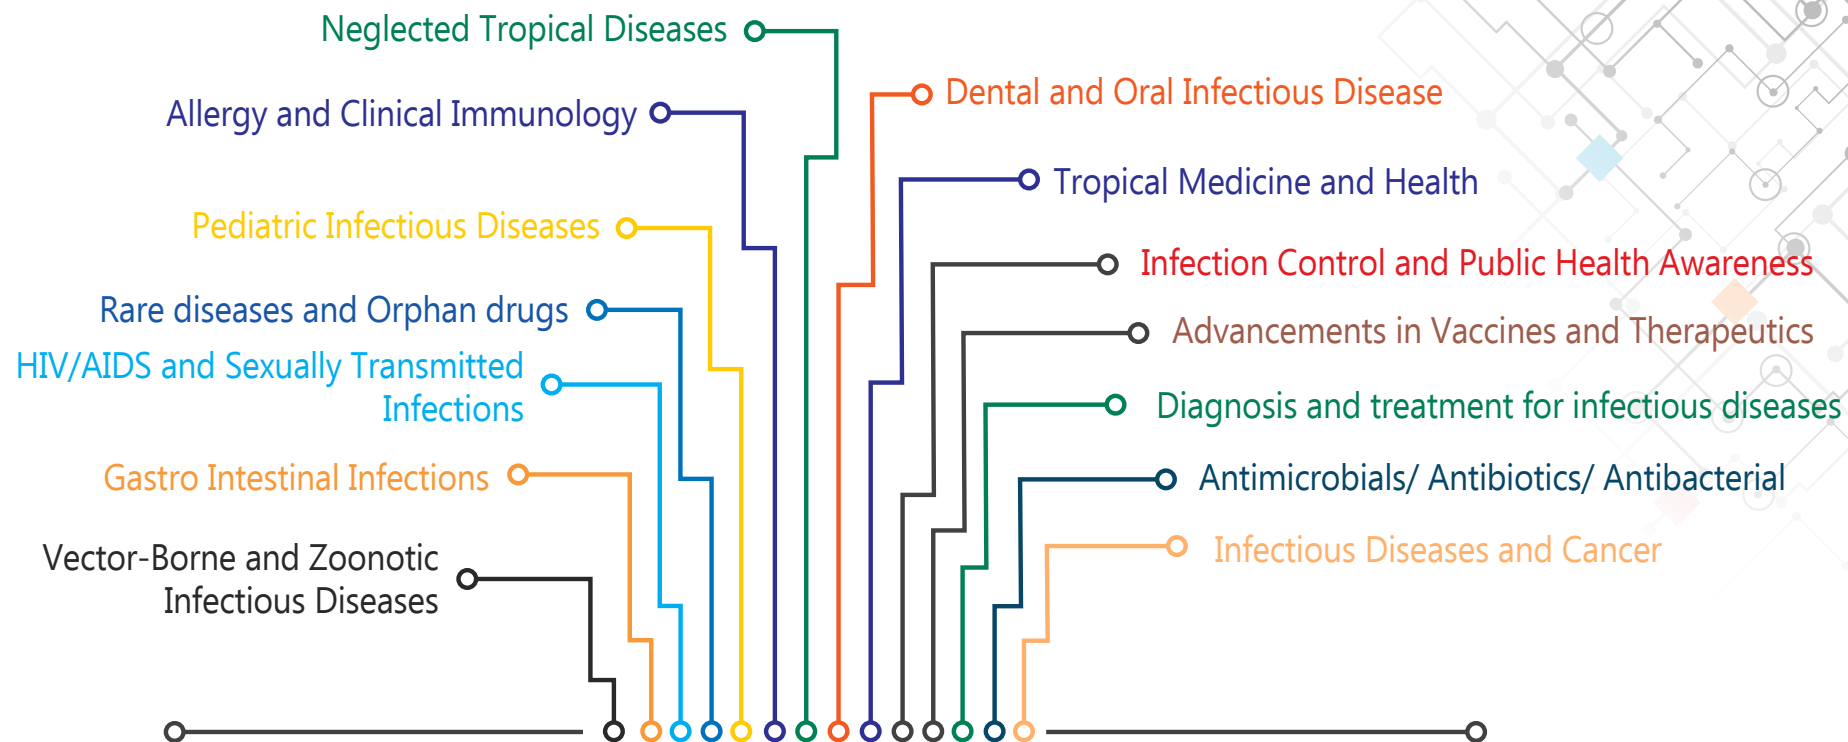 Neglected Tropical Diseases
Allergy and Clinical Immunology
Pediatric Infectious Diseases
Rare diseases and Orphan drugs
HIV/AIDS and Sexually Transmitted
Infections
Gastro Intestinal Infections
Vector-Borne and Zoonotic
Infectious Diseases
Dental and Oral Infectious Disease
Tropical Medicine and Health
Infection Control and Public Health Awareness
Advancements in Vaccines and Therapeutics
Diagnosis and treatment for infectious diseases
Antimicrobials/ Antibiotics/ Antibacterial
Infectious Diseases and Cancer